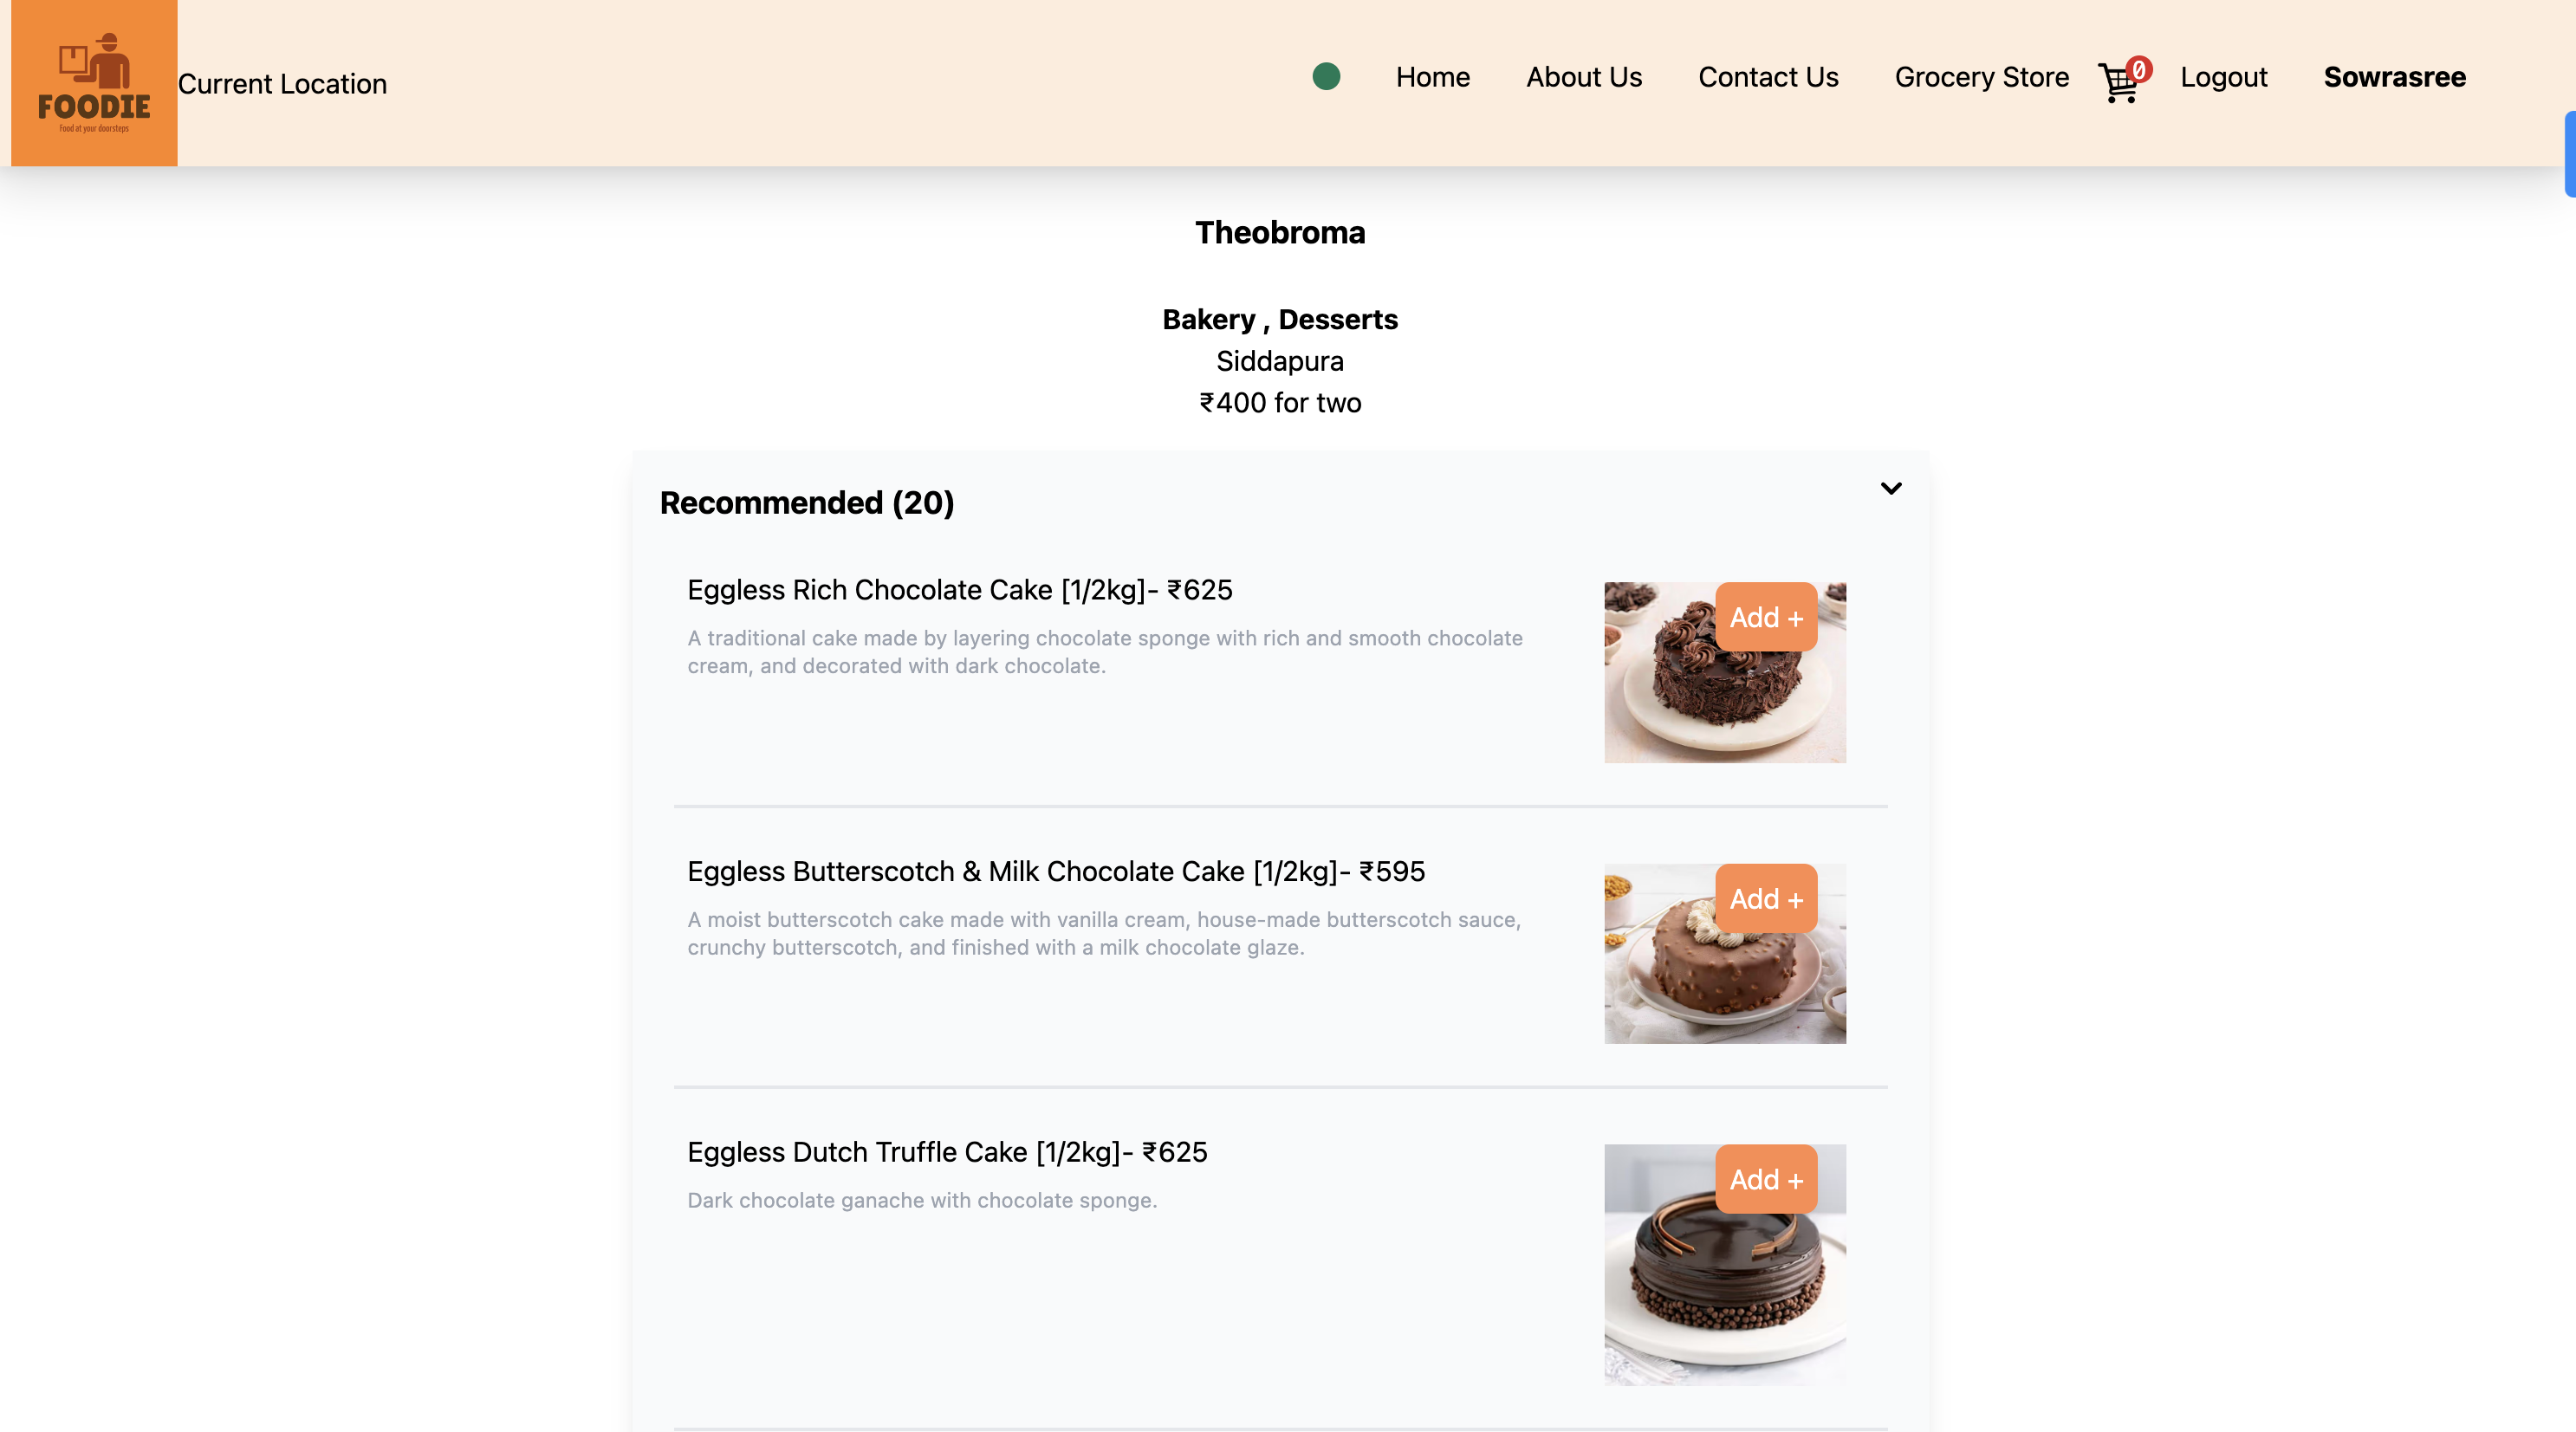 FOODIE
Food at your doorsteps
Current Location
Home
About Us
Contact Us
Grocery Store
0
Logout
Sowrasree
Theobroma
Bakery , Desserts
Siddapura
₹400 for two
Recommended (20)
Eggless Rich Chocolate Cake [1/2kg]- ₹625
Add +
A traditional cake made by layering chocolate sponge with rich and smooth chocolate
cream, and decorated with dark chocolate.
Eggless Butterscotch & Milk Chocolate Cake [1/2kg]- ₹595
Add +
A moist butterscotch cake made with vanilla cream, house-made butterscotch sauce,
crunchy butterscotch, and finished with a milk chocolate glaze.
Eggless Dutch Truffle Cake [1/2kg]- ₹625
Add +
Dark chocolate ganache with chocolate sponge.